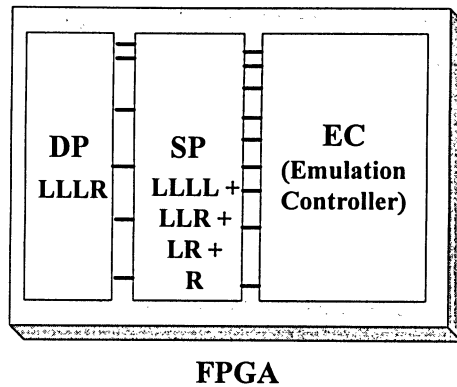 DP
LLLR
SP
LLLL +
LLR +
LR +
R
EC
(Emulation
Controller)
FPGA